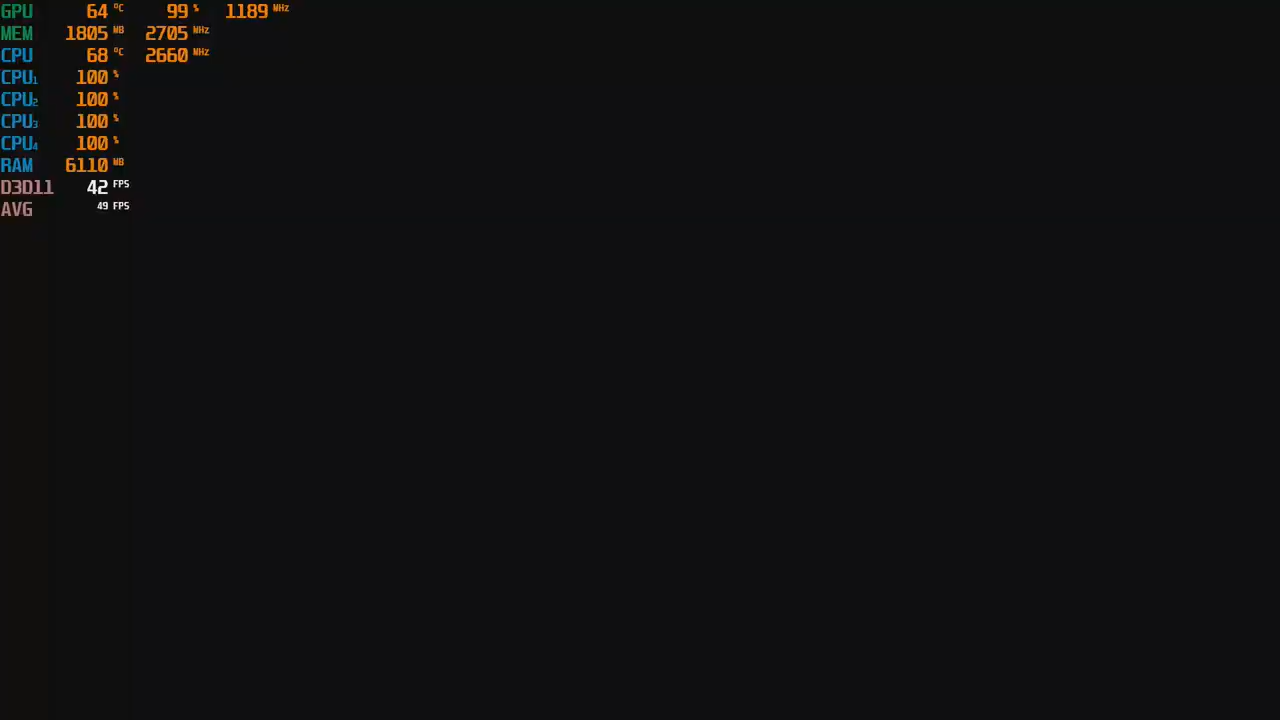 GPU 64 °C 99 % 1189 MHz
MEM 1805 MB 2705 MHz
CPU 68 °C 2660 MHz
CPU1 100 %
CPU2 100 %
CPU3 100 %
CPU4 100 %
RAM 6110 MB
D3D11 42 FPS
AVG 49 FPS